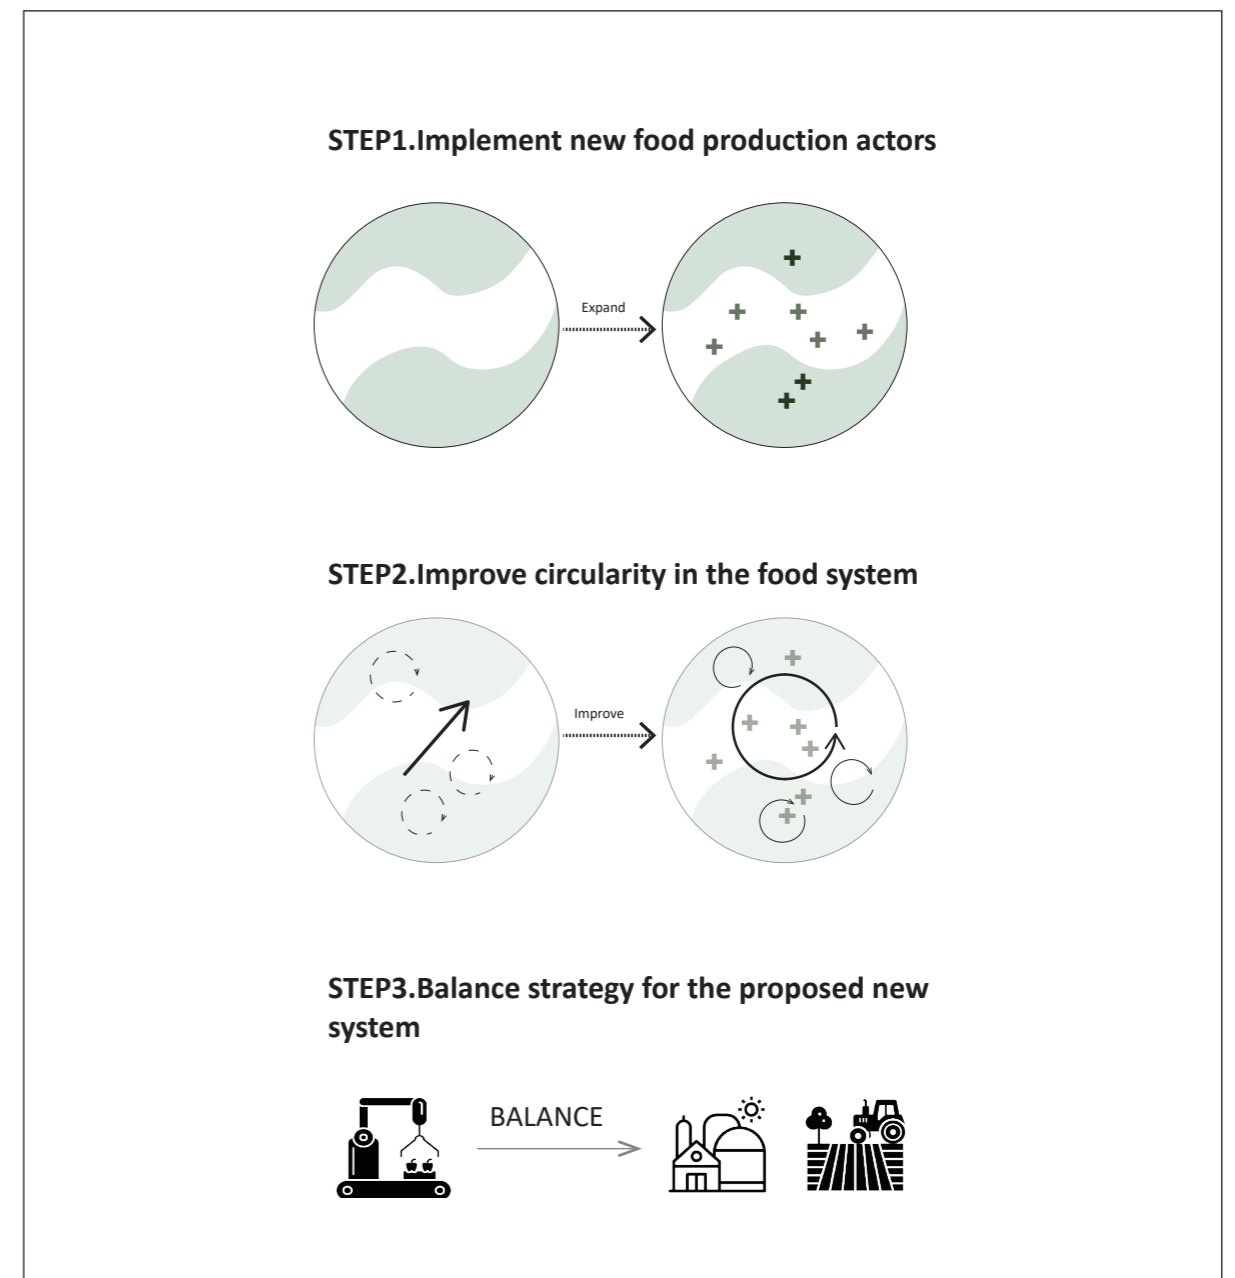 STEP1.Implement new food production actors
Expand
STEP2.Improve circularity in the food system
Improve
STEP3.Balance strategy for the proposed new
system
BALANCE